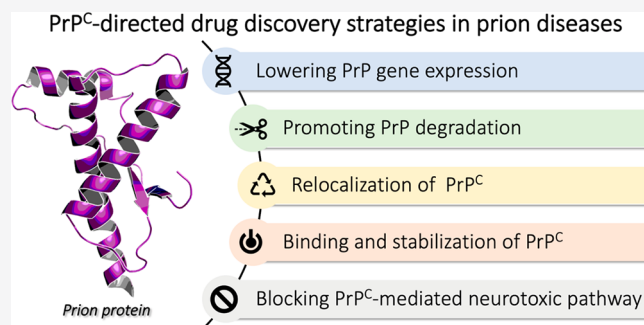 PrPᶜ-directed drug discovery strategies in prion diseases
Lowering PrP gene expression
Promoting PrP degradation
Relocalization of PrPᶜ
Binding and stabilization of PrPᶜ
Blocking PrPᶜ-mediated neurotoxic pathway
Prion protein